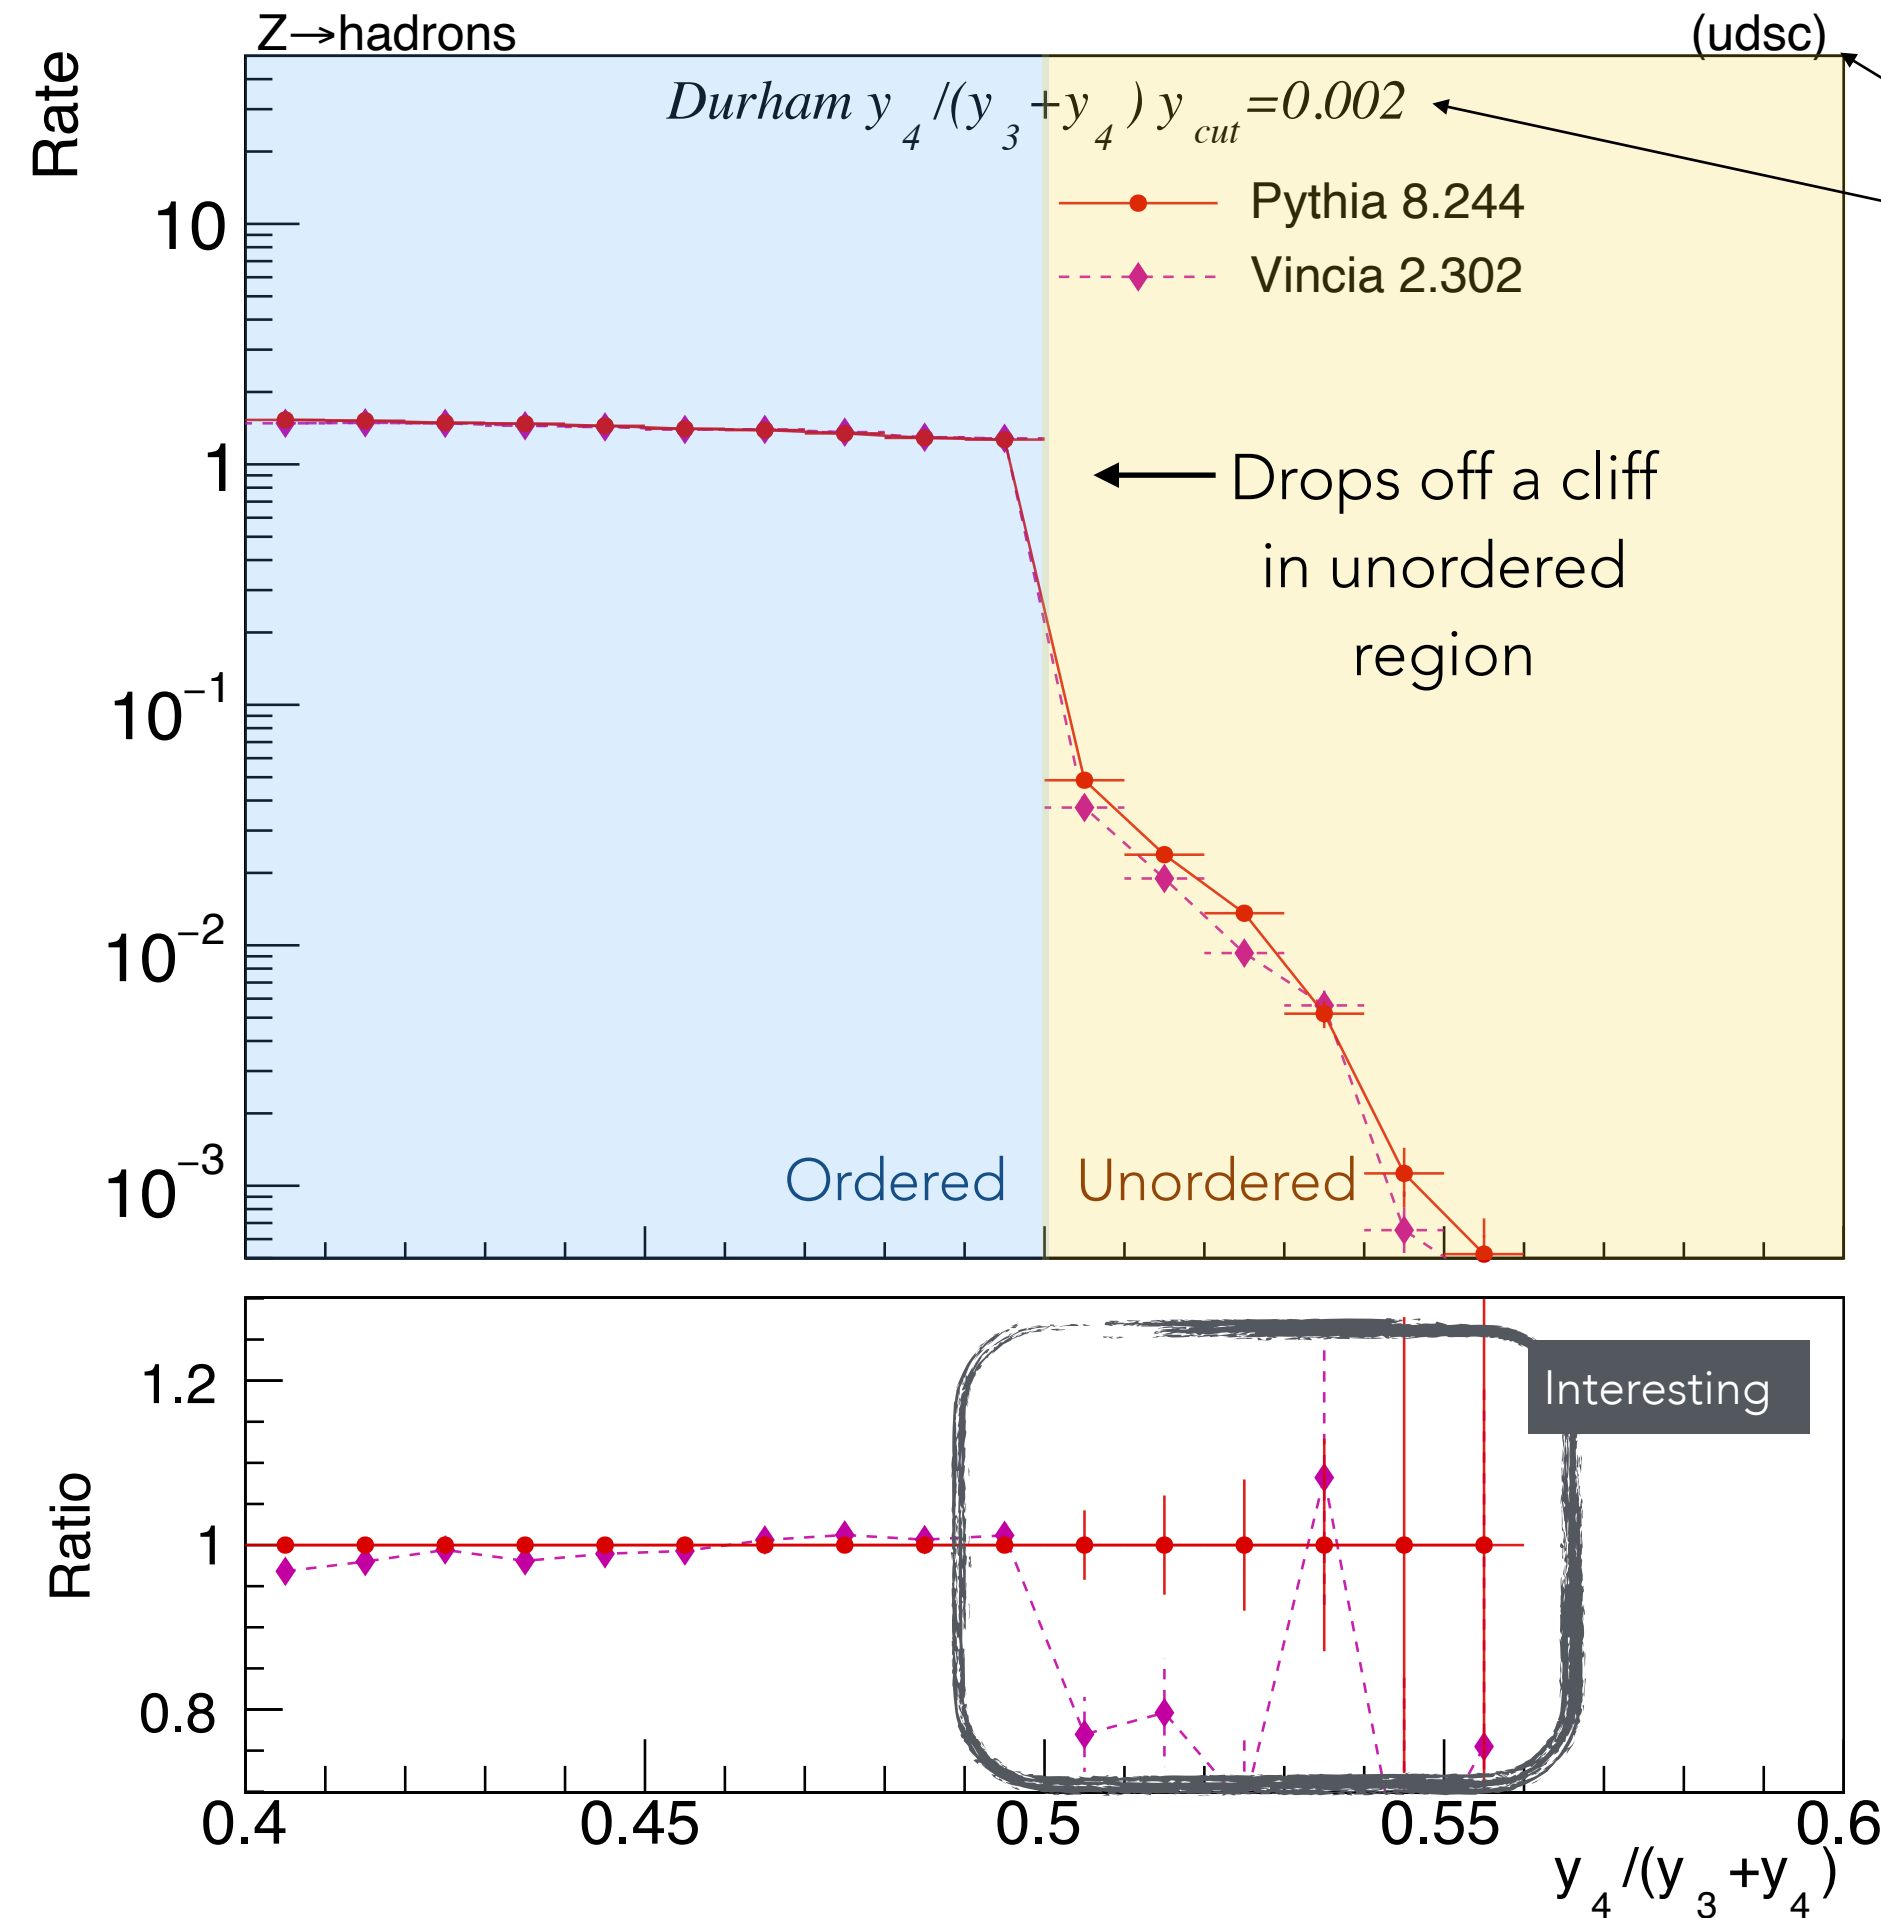 Z→hadrons (udsc)
Rate
Durham y₄/(y₃+y₄) y_cut=0.002
Pythia 8.244
Vincia 2.302
10
1
10⁻¹
10⁻²
10⁻³
Drops off a cliff
in unordered
region
Ordered Unordered
Interesting
Ratio
1.2
1
0.8
0.4 0.45 0.5 0.55 0.6
y₄/(y₃+y₄)